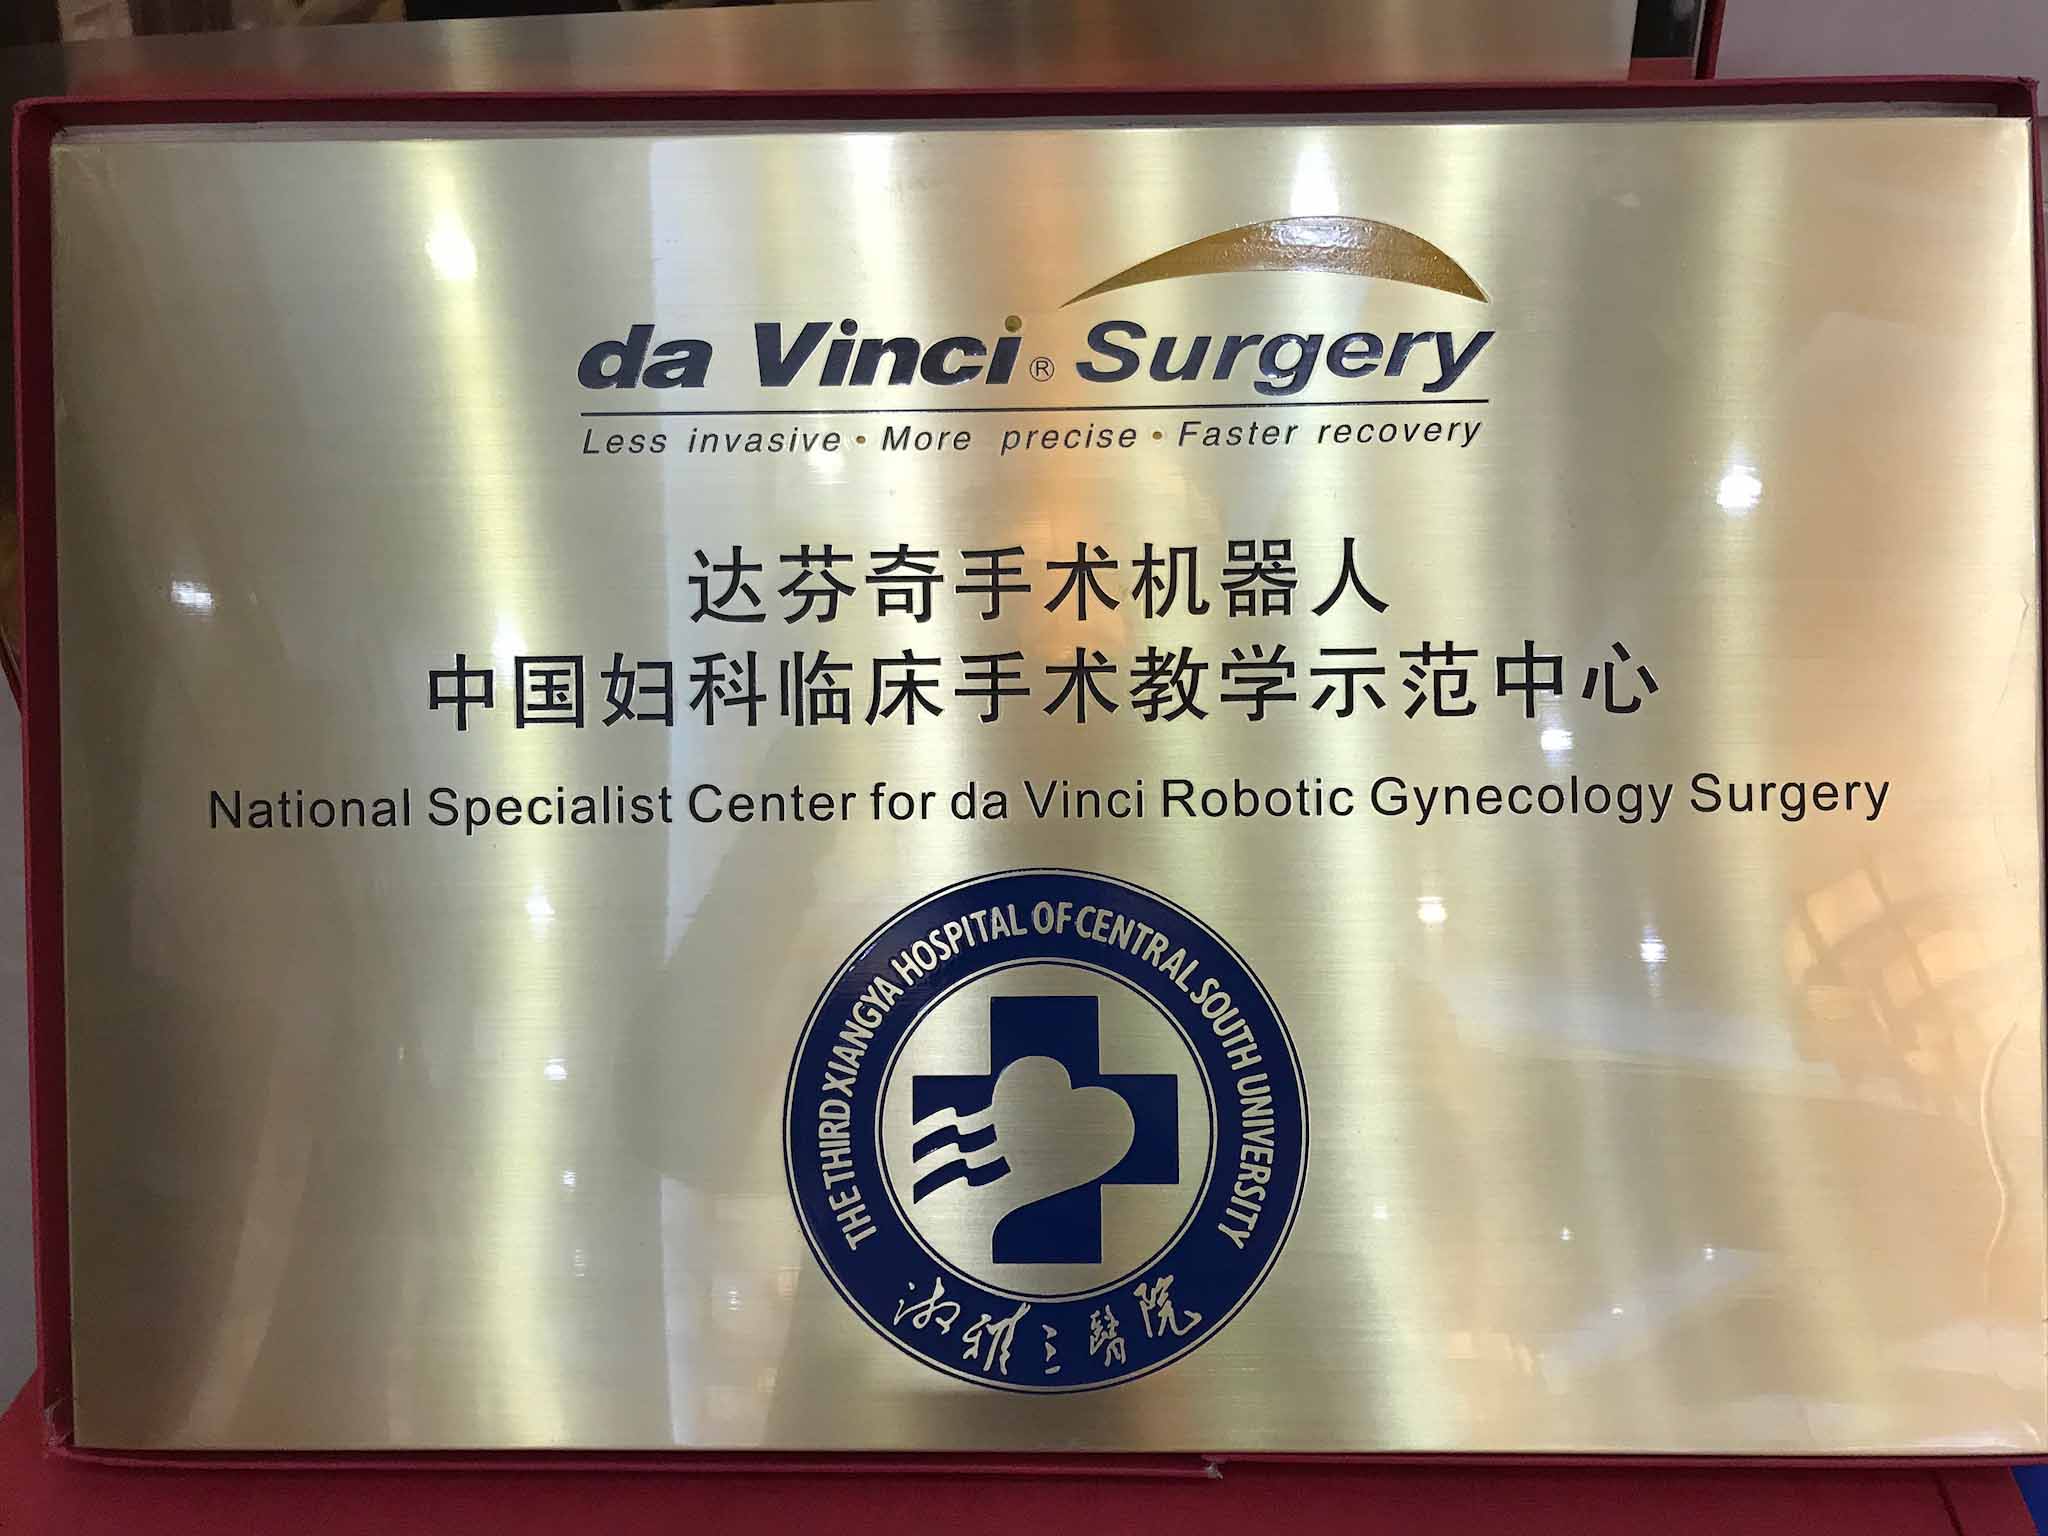 da Vinci® Surgery
Less invasive • More precise • Faster recovery
达芬奇手术机器人
中国妇科临床手术教学示范中心
National Specialist Center for da Vinci Robotic Gynecology Surgery
THE THIRD XIANGYA HOSPITAL OF CENTRAL SOUTH UNIVERSITY
湘雅三醫院